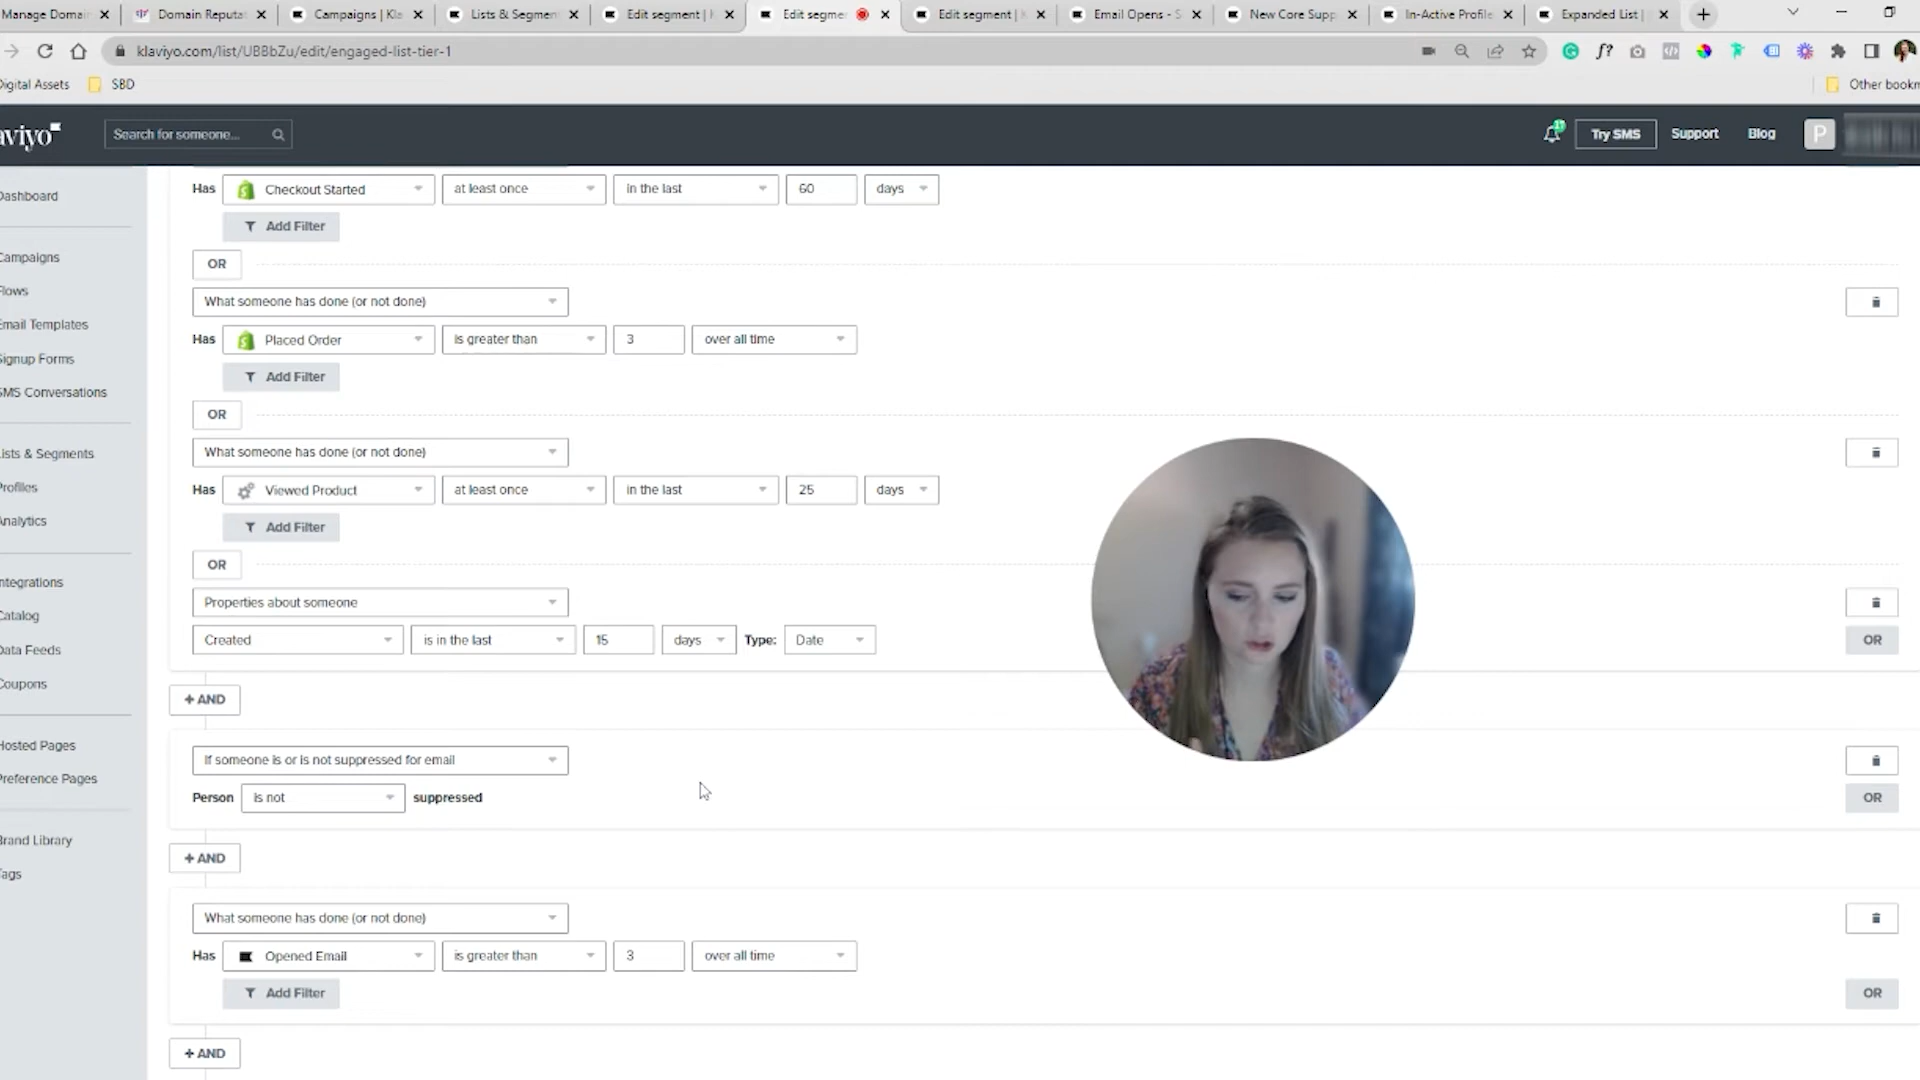 Manage Domain Domain Reputa Campaigns | Kla Lists & Segmen Edit segment | Edit segme Edit segment | Email Opens - S New Core Supp In-Active Profile Expanded List |
klaviyo.com/list/UBBbZu/edit/engaged-list-tier-1
Digital Assets SBD Other bookm
aviyo Search for someone... 17 Try SMS Support Blog P
Dashboard
Campaigns
Flows
Email Templates
Signup Forms
SMS Conversations
Lists & Segments
Profiles
Analytics
Integrations
Catalog
Data Feeds
Coupons
Hosted Pages
Preference Pages
Brand Library
Tags
Has Checkout Started at least once in the last 60 days
Add Filter
OR
What someone has done (or not done)
Has Placed Order is greater than 3 over all time
Add Filter
OR
What someone has done (or not done)
Has Viewed Product at least once in the last 25 days
Add Filter
OR
Properties about someone
Created is in the last 15 days Type: Date OR
+ AND
If someone is or is not suppressed for email
Person is not suppressed OR
+ AND
What someone has done (or not done)
Has Opened Email is greater than 3 over all time
Add Filter OR
+ AND